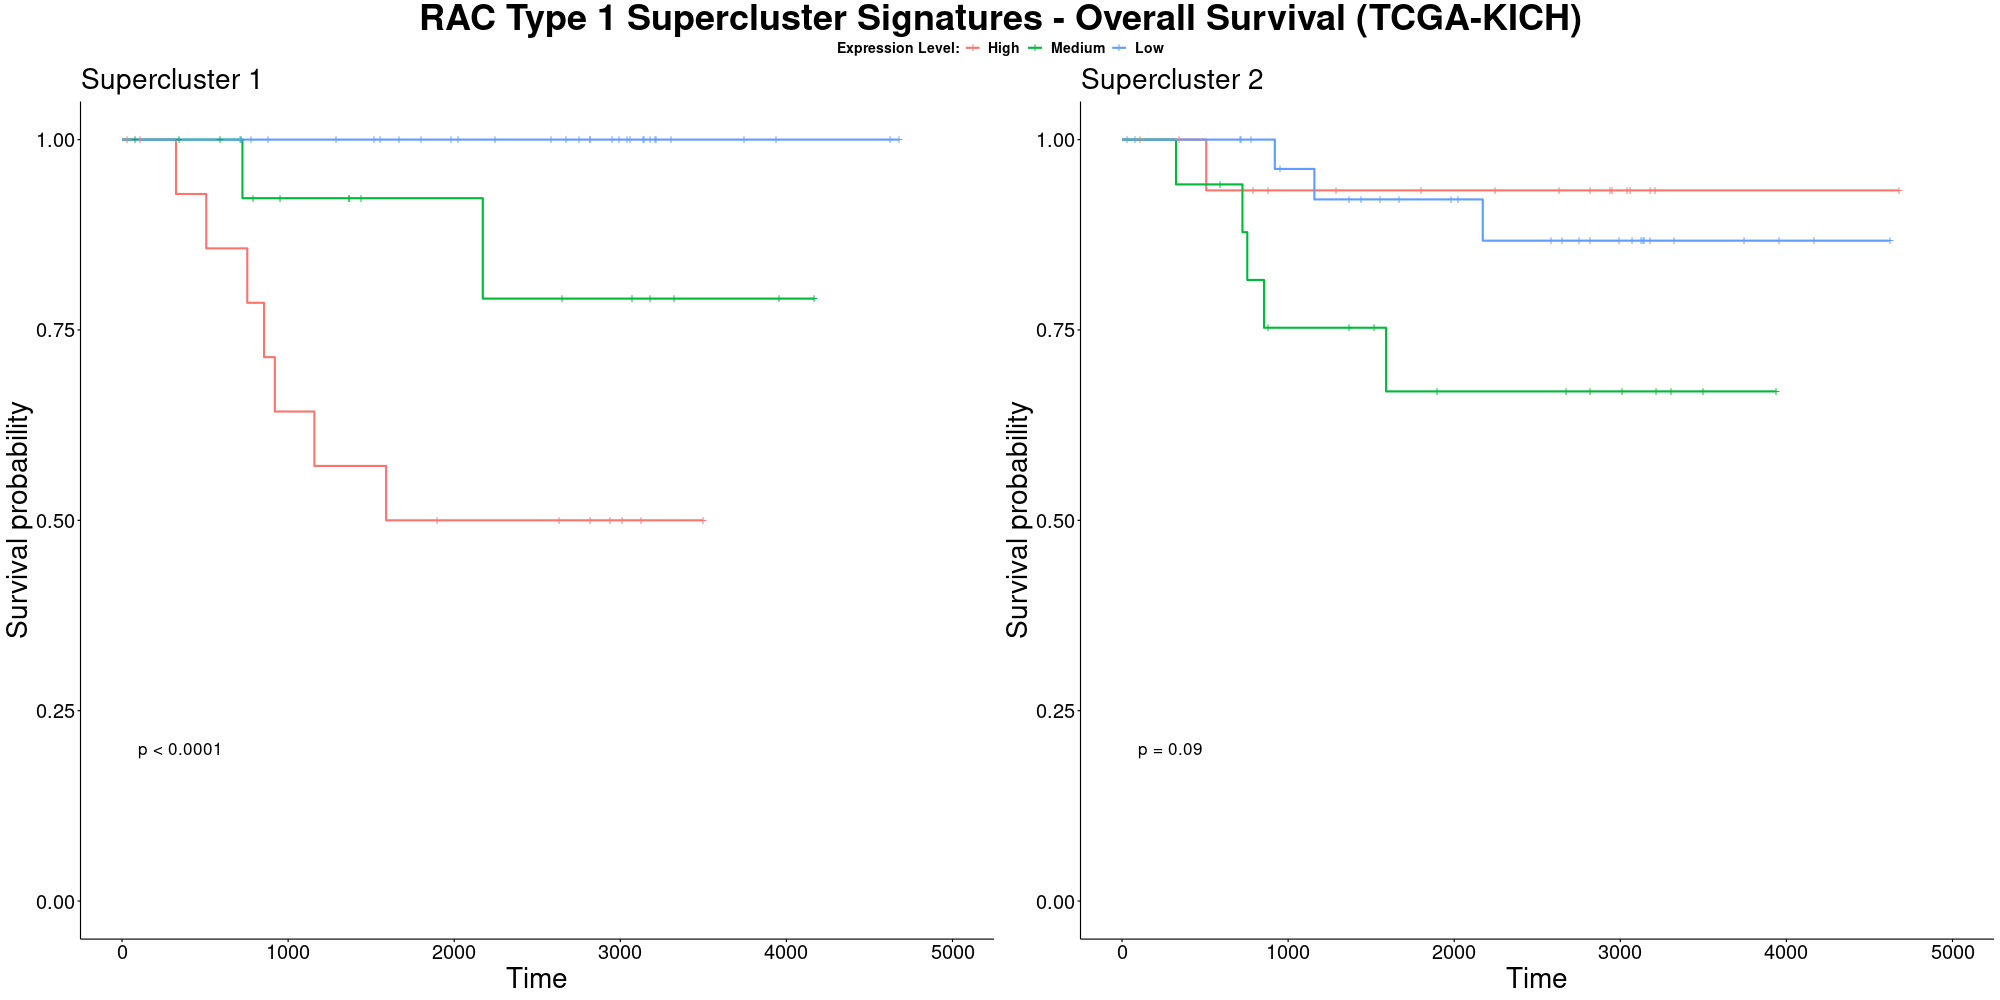 RAC Type 1 Supercluster Signatures - Overall Survival (TCGA-KICH)
Expression Level: High Medium Low
Supercluster 1
Survival probability
1.00
0.75
0.50
0.25
0.00
p < 0.0001
0 1000 2000 3000 4000 5000
Time
Supercluster 2
Survival probability
1.00
0.75
0.50
0.25
0.00
p = 0.09
0 1000 2000 3000 4000 5000
Time